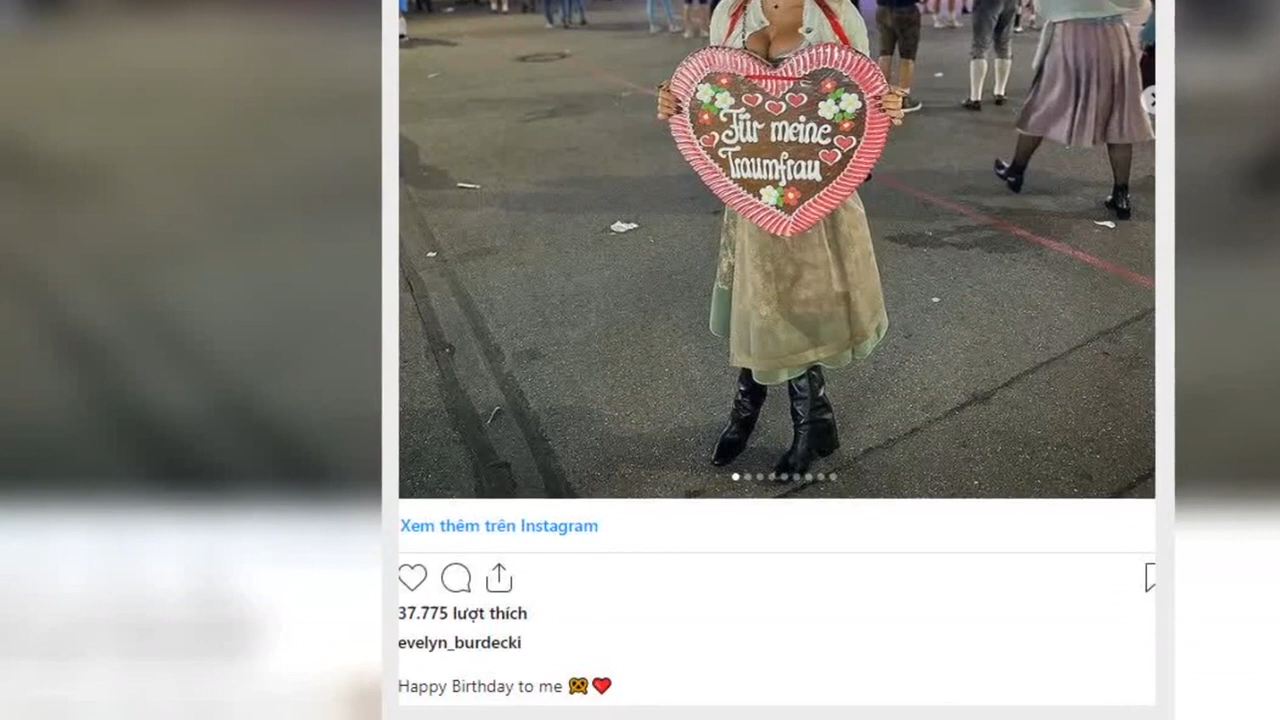 Für meine
Traumfrau
Xem thêm trên Instagram
37.775 lượt thích
evelyn_burdecki
Happy Birthday to me 🥨❤️